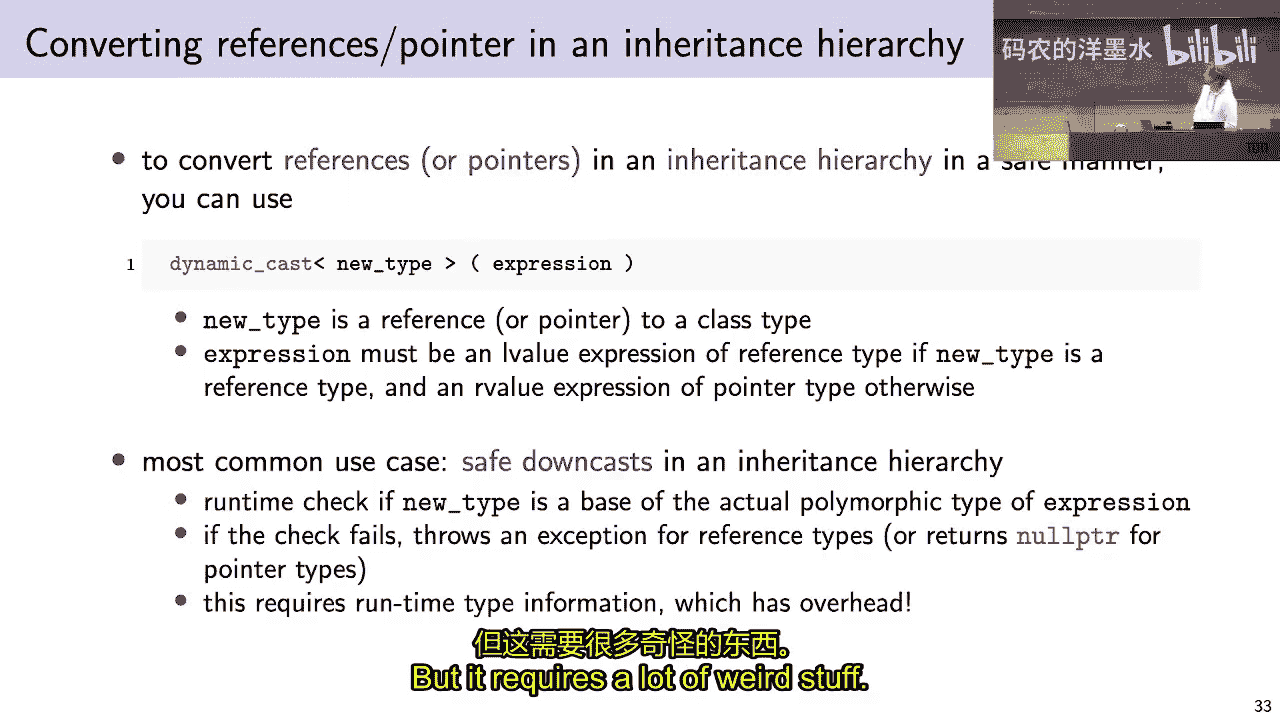 Converting references/pointer in an inheritance hierarchy
码农的洋墨水 bilibili
• to convert references (or pointers) in an inheritance hierarchy in a safe manner,
you can use
1 dynamic_cast< new_type > ( expression )
• new_type is a reference (or pointer) to a class type
• expression must be an lvalue expression of reference type if new_type is a
reference type, and an rvalue expression of pointer type otherwise
• most common use case: safe downcasts in an inheritance hierarchy
• runtime check if new_type is a base of the actual polymorphic type of expression
• if the check fails, throws an exception for reference types (or returns nullptr for
pointer types)
• this requires run-time type information, which has overhead!
但这需要很多奇怪的东西。
But it requires a lot of weird stuff.
33